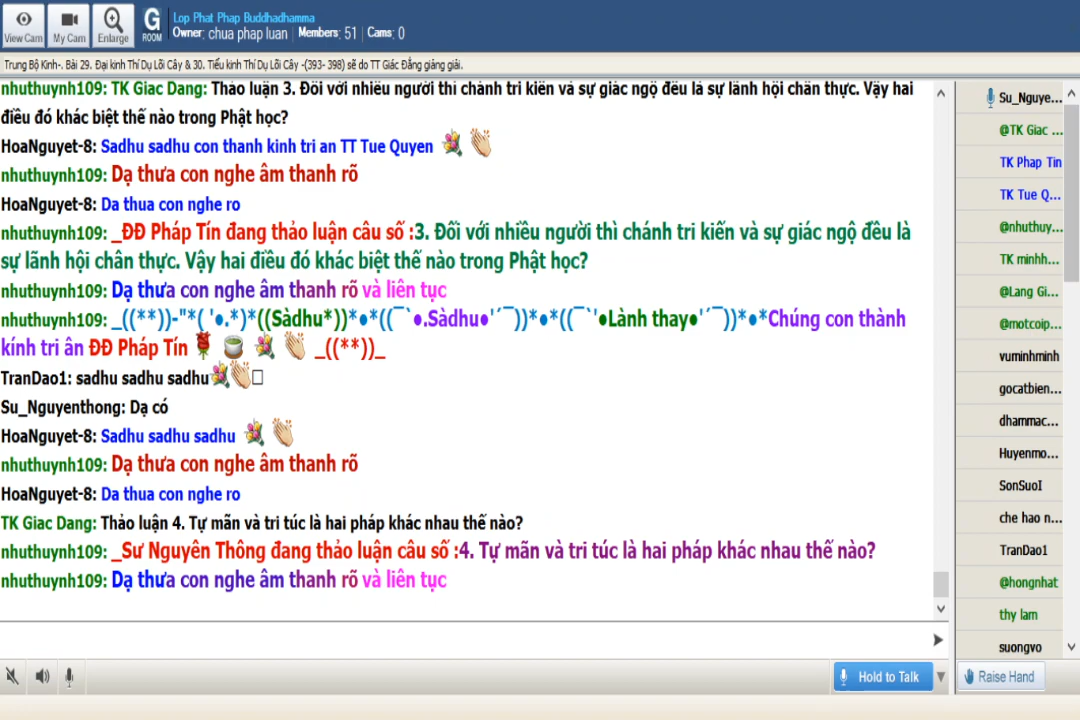 View Cam
My Cam
Enlarge
G
ROOM
Lop Phat Phap Buddhadhamma
Owner: chua phap luan | Members: 51 | Cams: 0
Trung Bộ Kinh-. Bài 29. Đại kinh Thí Dụ Lõi Cây & 30. Tiểu kinh Thí Dụ Lõi Cây -(393- 398) sẽ do TT Giác Đẳng giảng giải.
nhuthuynh109: TK Giac Dang: Thảo luận 3. Đối với nhiều người thì chánh tri kiến và sự giác ngộ đều là sự lãnh hội chân thực. Vậy hai
điều đó khác biệt thế nào trong Phật học?
HoaNguyet-8: Sadhu sadhu con thanh kinh tri an TT Tue Quyen
nhuthuynh109: Dạ thưa con nghe âm thanh rõ
HoaNguyet-8: Da thua con nghe ro
nhuthuynh109: _ĐĐ Pháp Tín đang thảo luận câu số :3. Đối với nhiều người thì chánh tri kiến và sự giác ngộ đều là
sự lãnh hội chân thực. Vậy hai điều đó khác biệt thế nào trong Phật học?
nhuthuynh109: Dạ thưa con nghe âm thanh rõ và liên tục
nhuthuynh109: _((**))-"*( '●.*)*((Sàdhu*))*●*((¯`●.Sàdhu●'´¯))*●*((¯`'●Lành thay●'´¯))*●*Chúng con thành
kính tri ân ĐĐ Pháp Tín _((**))_
TranDao1: sadhu sadhu sadhu
Su_Nguyenthong: Dạ có
HoaNguyet-8: Sadhu sadhu sadhu
nhuthuynh109: Dạ thưa con nghe âm thanh rõ
HoaNguyet-8: Da thua con nghe ro
TK Giac Dang: Thảo luận 4. Tự mãn và tri túc là hai pháp khác nhau thế nào?
nhuthuynh109: _Sư Nguyên Thông đang thảo luận câu số :4. Tự mãn và tri túc là hai pháp khác nhau thế nào?
nhuthuynh109: Dạ thưa con nghe âm thanh rõ và liên tục
Hold to Talk
Su_Nguye...
@TK Giac ...
TK Phap Tin
TK Tue Q...
@nhuthuy...
TK minhh...
@Lang Gi...
@motcoip...
vuminhminh
gocatbien...
dhammac...
Huyenmo...
SonSuoI
che hao n...
TranDao1
@hongnhat
thy lam
suongvo
Raise Hand